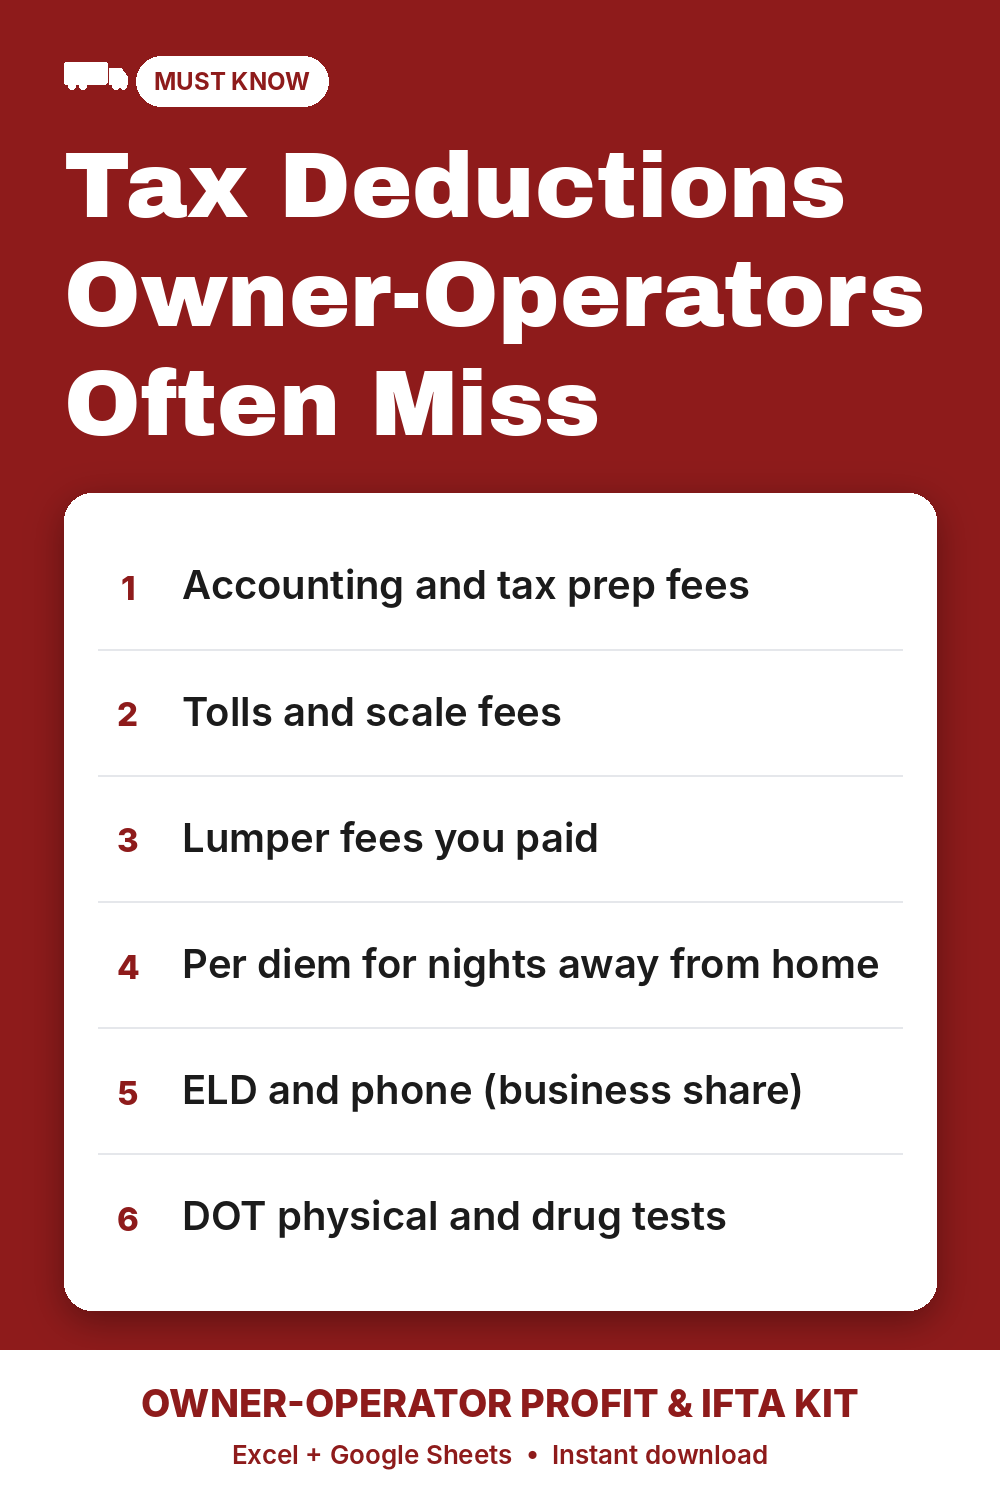 MUST KNOW
Tax Deductions
Owner-Operators
Often Miss
1 Accounting and tax prep fees
2 Tolls and scale fees
3 Lumper fees you paid
4 Per diem for nights away from home
5 ELD and phone (business share)
6 DOT physical and drug tests
OWNER-OPERATOR PROFIT & IFTA KIT
Excel + Google Sheets • Instant download